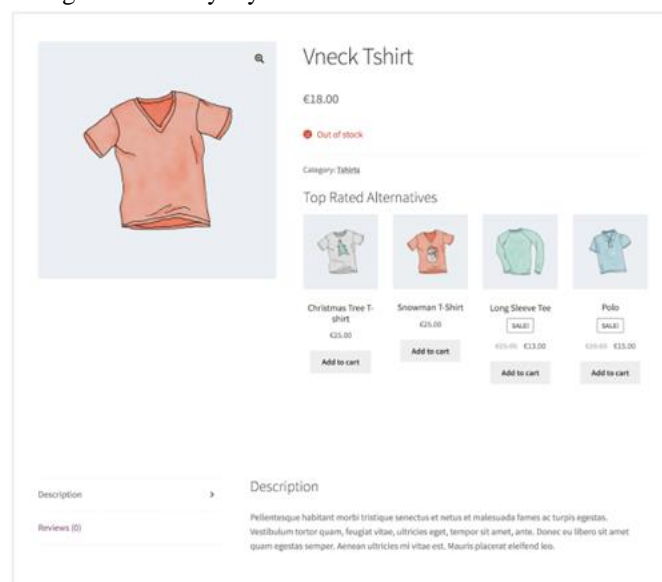 Vneck Tshirt
€18.00
Out of stock
Category: Tshirts
Top Rated Alternatives
Christmas Tree T-
shirt
€25.00
Add to cart
Snowman T-Shirt
€25.00
Add to cart
Long Sleeve Tee
SALE!
€25.00 €13.00
Add to cart
Polo
SALE!
€15.00
Add to cart
Description
Reviews (0)
Description
Pellentesque habitant morbi tristique senectus et netus et malesuada fames ac turpis egestas.
Vestibulum tortor quam, feugiat vitae, ultricies eget, tempor sit amet, ante. Donec eu libero sit amet
quam egestas semper. Aenean ultricies mi vitae est. Mauris placerat eleifend leo.